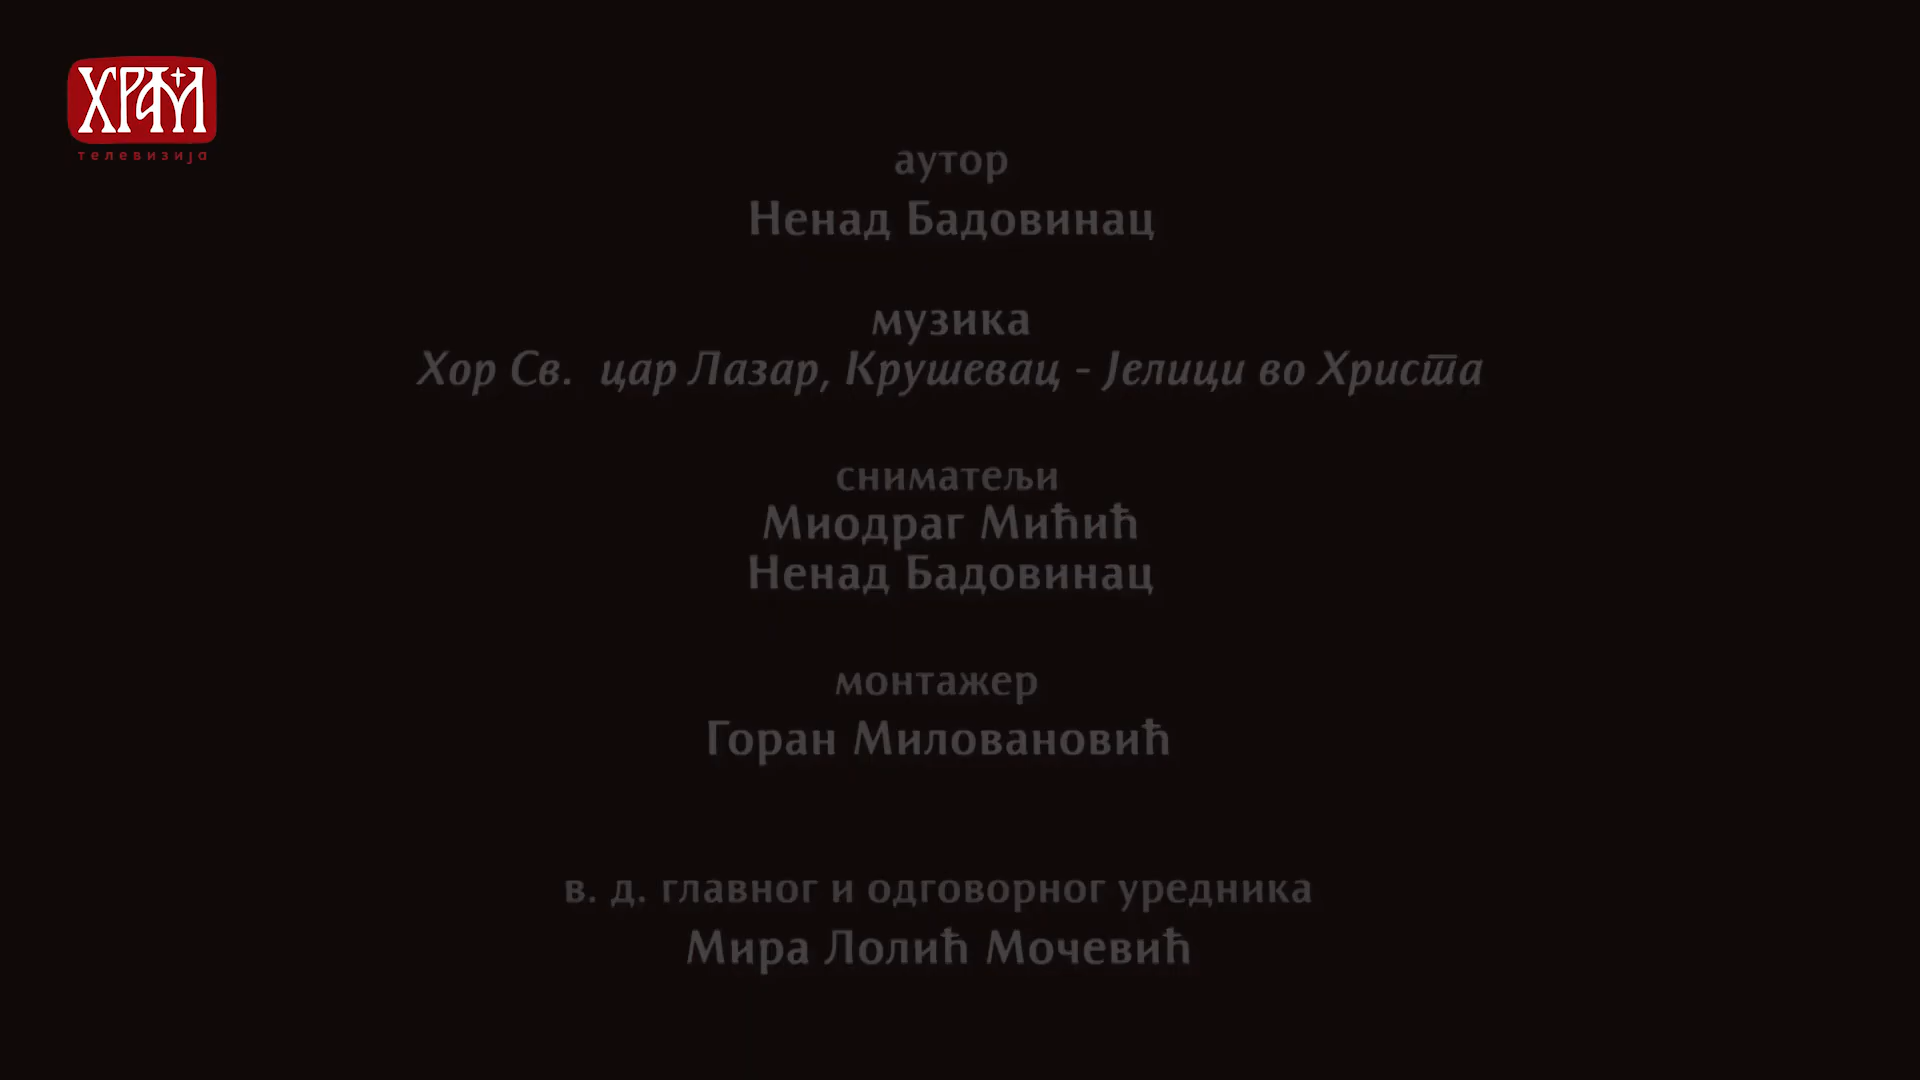 ХРАМ
телевизија
аутор
Ненад Бадовинац
музика
Хор Св. цар Лазар, Крушевац - Јелици во Христа
сниматељи
Миодраг Мићић
Ненад Бадовинац
монтажер
Горан Миловановић
в. д. главног и одговорног уредника
Мира Лолић Мочевић